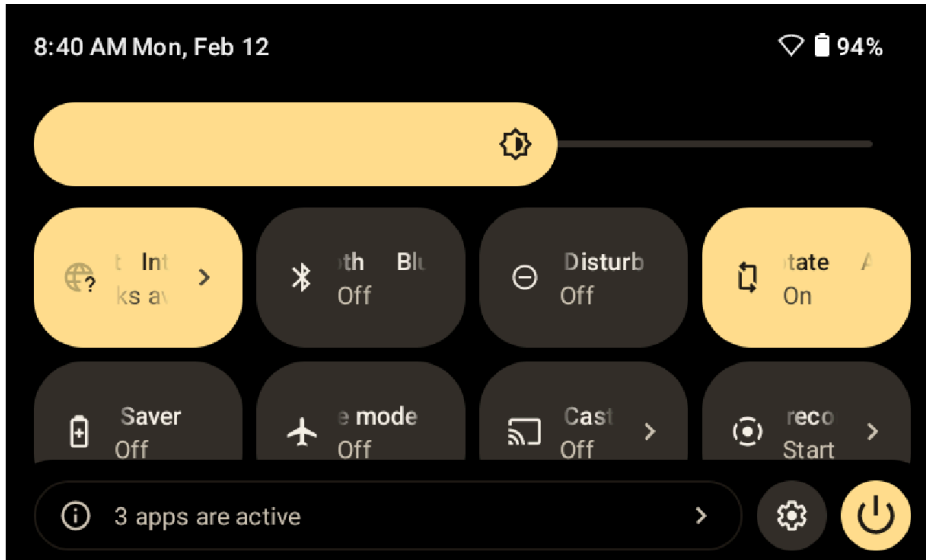 8:40 AM Mon, Feb 12
94%
Int
ks av
th Blu
Off
Disturb
Off
tate A
On
Saver
Off
e mode
Off
Cast
Off
reco
Start
3 apps are active